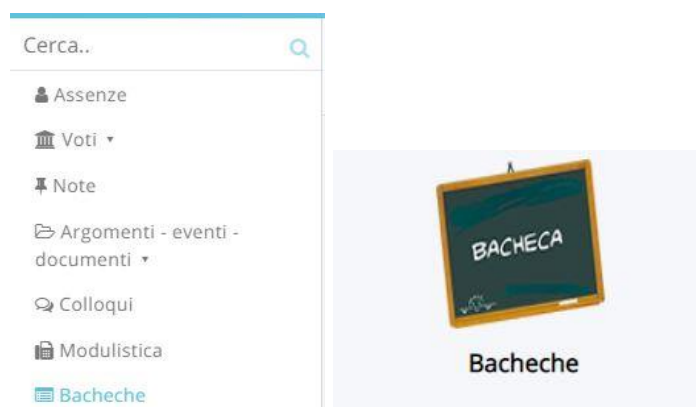 Cerca..
Assenze
Voti
Note
Argomenti - eventi -
documenti
Colloqui
Modulistica
Bacheche
BACHECA
Bacheche